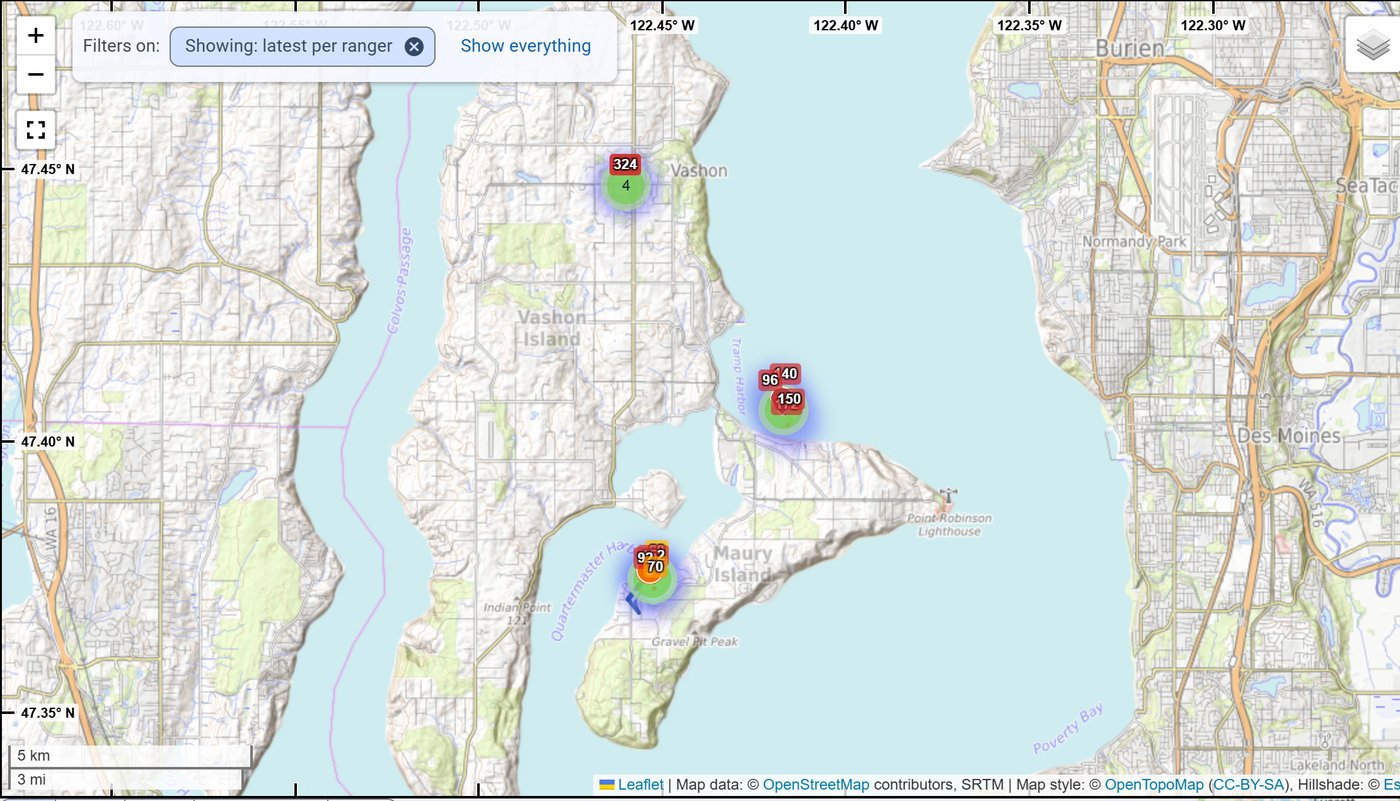 122.60° W
122.55° W
122.50° W
122.45° W
122.40° W
122.35° W
122.30° W
+
−
Filters on:
Showing: latest per ranger
Show everything
Burien
47.45° N
324
4
Vashon
SeaTac
Normandy Park
Colvos Passage
Vashon
Island
Tramp Harbor
96
140
150
47.40° N
Des Moines
I 5
WA 516
WA 16
Point Robinson
Lighthouse
Quartermaster Harbor
92
70
Maury
Island
Indian Point
121
Gravel Pit Peak
47.35° N
Poverty Bay
5 km
3 mi
Lakeland North
Leaflet | Map data: © OpenStreetMap contributors, SRTM | Map style: © OpenTopoMap (CC-BY-SA), Hillshade: © Es